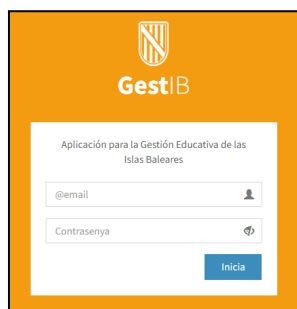 GestIB
Aplicación para la Gestión Educativa de las
Islas Baleares
@email
Contrasenya
Inicia